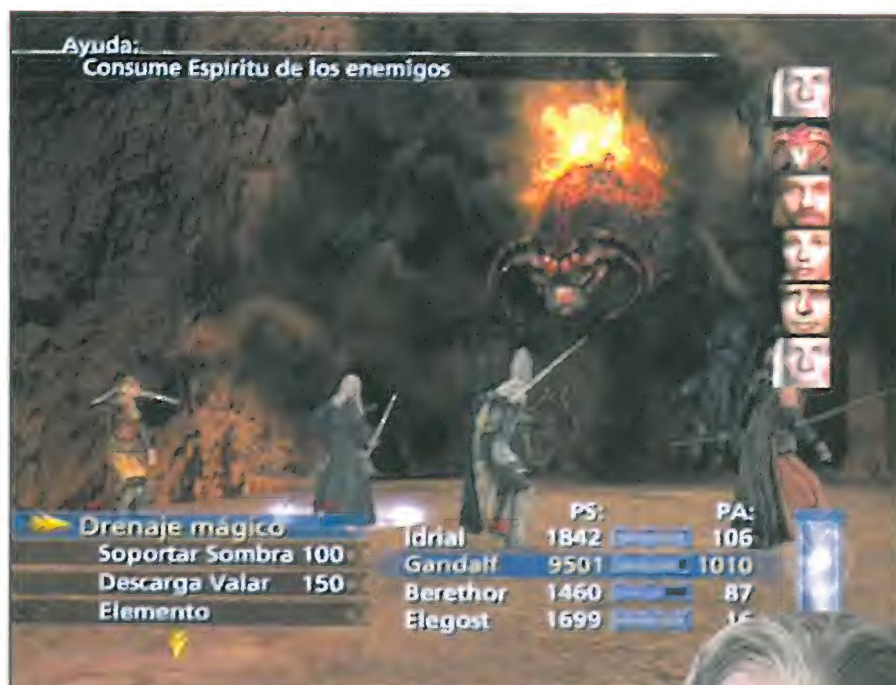 Ayuda:
Consume Espíritu de los enemigos
PS: PA:
Drenaje mágico
Soportar Sombra 100
Descarga Valar 150
Elemento
Idrial 1842 106
Gandalf 9501 1010
Berethor 1460 87
Elegost 1699